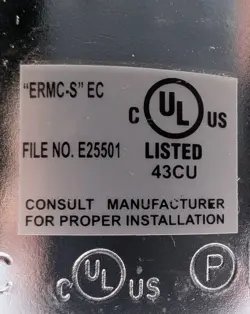 "ERMC-S" EC
C UL US
FILE NO. E25501
LISTED
43CU
CONSULT MANUFACTURER
FOR PROPER INSTALLATION
C
C UL US
P